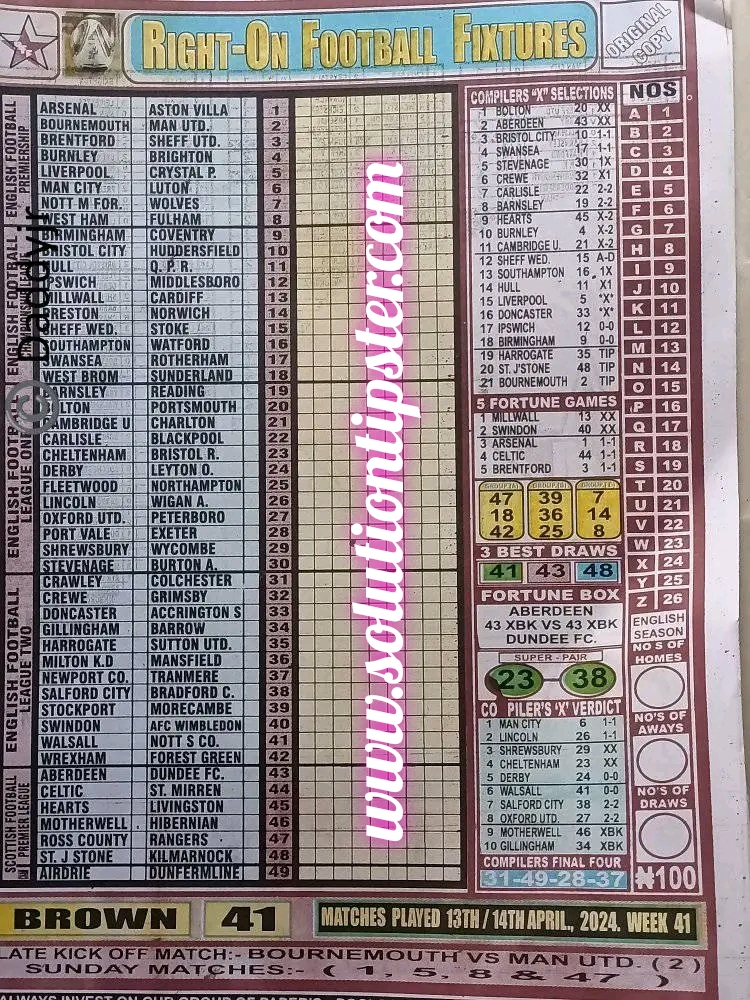 RIGHT-ON FOOTBALL FIXTURES
ORIGINAL COPY
ENGLISH FOOTBALL PREMIERSHIP
ARSENAL ASTON VILLA 1
BOURNEMOUTH MAN UTD. 2
BRENTFORD SHEFF UTD. 3
BURNLEY BRIGHTON 4
LIVERPOOL CRYSTAL P. 5
MAN CITY LUTON 6
NOTT M FOR. WOLVES 7
WEST HAM FULHAM 8
ENGLISH FOOTBALL
RMINGHAM COVENTRY 9
RISTOL CITY HUDDERSFIELD 10
ULL Q. P. R. 11
PSWICH MIDDLESBORO 12
ILLWALL CARDIFF 13
RESTON NORWICH 14
HEFF WED. STOKE 15
OUTHAMPTON WATFORD 16
SWANSEA ROTHERHAM 17
WEST BROM SUNDERLAND 18
ENGLISH FOOTBALL LEAGUE ONE
ARNSLEY READING 19
LTON PORTSMOUTH 20
AMBRIDGE U CHARLTON 21
CARLISLE BLACKPOOL 22
CHELTENHAM BRISTOL R. 23
DERBY LEYTON O. 24
FLEETWOOD NORTHAMPTON 25
LINCOLN WIGAN A. 26
OXFORD UTD. PETERBORO 27
PORT VALE EXETER 28
SHREWSBURY WYCOMBE 29
STEVENAGE BURTON A. 30
ENGLISH FOOTBALL LEAGUE TWO
CRAWLEY COLCHESTER 31
CREWE GRIMSBY 32
DONCASTER ACCRINGTON S 33
GILLINGHAM BARROW 34
HARROGATE SUTTON UTD. 35
MILTON K.D MANSFIELD 36
NEWPORT CO. TRANMERE 37
SALFORD CITY BRADFORD C. 38
STOCKPORT MORECAMBE 39
SWINDON AFC WIMBLEDON 40
WALSALL NOTT S CO. 41
WREXHAM FOREST GREEN 42
SCOTTISH FOOTBALL PREMIER LEAGUE
ABERDEEN DUNDEE FC. 43
CELTIC ST. MIRREN 44
HEARTS LIVINGSTON 45
MOTHERWELL HIBERNIAN 46
ROSS COUNTY RANGERS 47
ST. J STONE KILMARNOCK 48
AIRDRIE DUNFERMLINE 49
© Daddyjr
www.solutiontipster.com
COMPILERS "X" SELECTIONS
1 BOLTON 20 XX
2 ABERDEEN 43 XX
3 BRISTOL CITY 10 1-1
4 SWANSEA 17 1-1
5 STEVENAGE 30 1X
6 CREWE 32 X1
7 CARLISLE 22 2-2
8 BARNSLEY 19 2-2
9 HEARTS 45 X-2
10 BURNLEY 4 X-2
11 CAMBRIDGE U. 21 X-2
12 SHEF WED. 15 A-D
13 SOUTHAMPTON 16 1X
14 HULL 11 X1
15 LIVERPOOL 5 *X*
16 DONCASTER 33 *X*
17 IPSWICH 12 0-0
18 BIRMINGHAM 9 0-0
19 HARROGATE 35 TIP
20 ST. J'STONE 48 TIP
21 BOURNEMOUTH 2 TIP
5 FORTUNE GAMES
1 MILLWALL 13 XX
2 SWINDON 40 XX
3 ARSENAL 1 1-1
4 CELTIC 44 1-1
5 BRENTFORD 3 1-1
47 39 7
18 36 14
42 25 8
3 BEST DRAWS
41 43 48
FORTUNE BOX
ABERDEEN
43 XBK VS 43 XBK
DUNDEE FC.
SUPER - PAIR
23 38
CO PILER'S 'X' VERDICT
1 MAN CITY 6 1-1
2 LINCOLN 26 1-1
3 SHREWSBURY 29 XX
4 CHELTENHAM 23 XX
5 DERBY 24 0-0
6 WALSALL 41 0-0
7 SALFORD CITY 38 2-2
8 OXFORD UTD. 27 2-2
9 MOTHERWELL 46 XBK
10 GILLINGHAM 34 XBK
COMPILERS FINAL FOUR
31-49-28-37
NOS
A 1
B 2
C 3
D 4
E 5
F 6
G 7
H 8
I 9
J 10
K 11
L 12
M 13
N 14
O 15
P 16
Q 17
R 18
S 19
T 20
U 21
V 22
W 23
X 24
Y 25
Z 26
ENGLISH SEASON
NO S OF HOMES
NO'S OF AWAYS
NO'S OF DRAWS
₦100
BROWN 41 MATCHES PLAYED 13TH / 14TH APRIL., 2024. WEEK 41
LATE KICK OFF MATCH:- BOURNEMOUTH VS MAN UTD. (2)
SUNDAY MATCHES:- ( 1, 5, 8 & 47 )